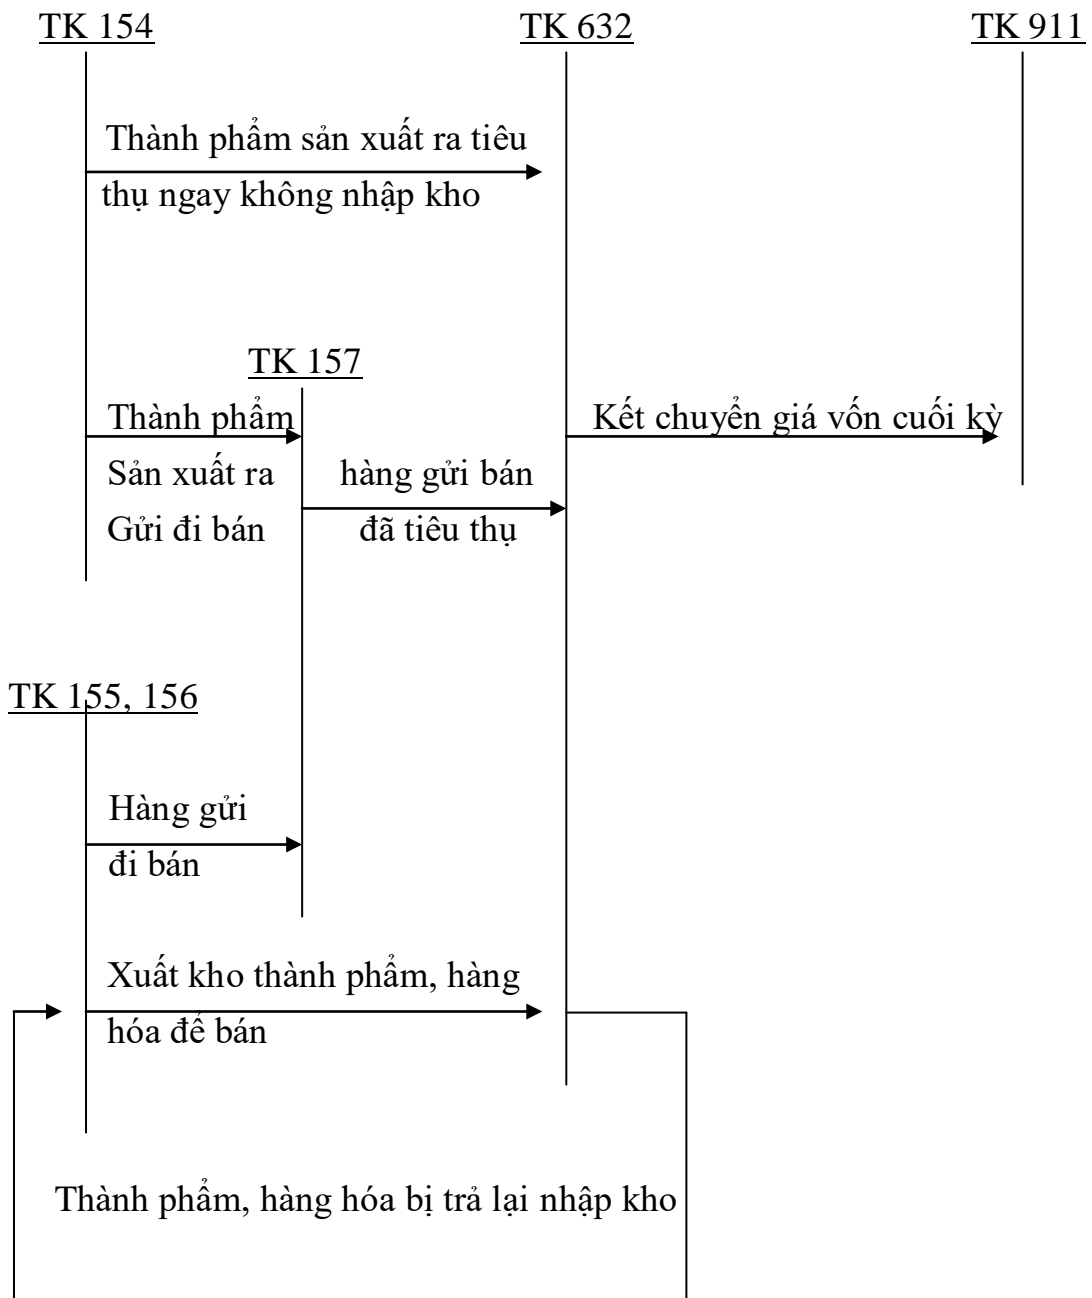 TK 154
TK 632
TK 911
Thành phẩm sản xuất ra tiêu
thụ ngay không nhập kho
TK 157
Thành phẩm
Sản xuất ra
Gửi đi bán
hàng gửi bán
đã tiêu thụ
Kết chuyển giá vốn cuối kỳ
TK 155, 156
Hàng gửi
đi bán
Xuất kho thành phẩm, hàng
hóa để bán
Thành phẩm, hàng hóa bị trả lại nhập kho